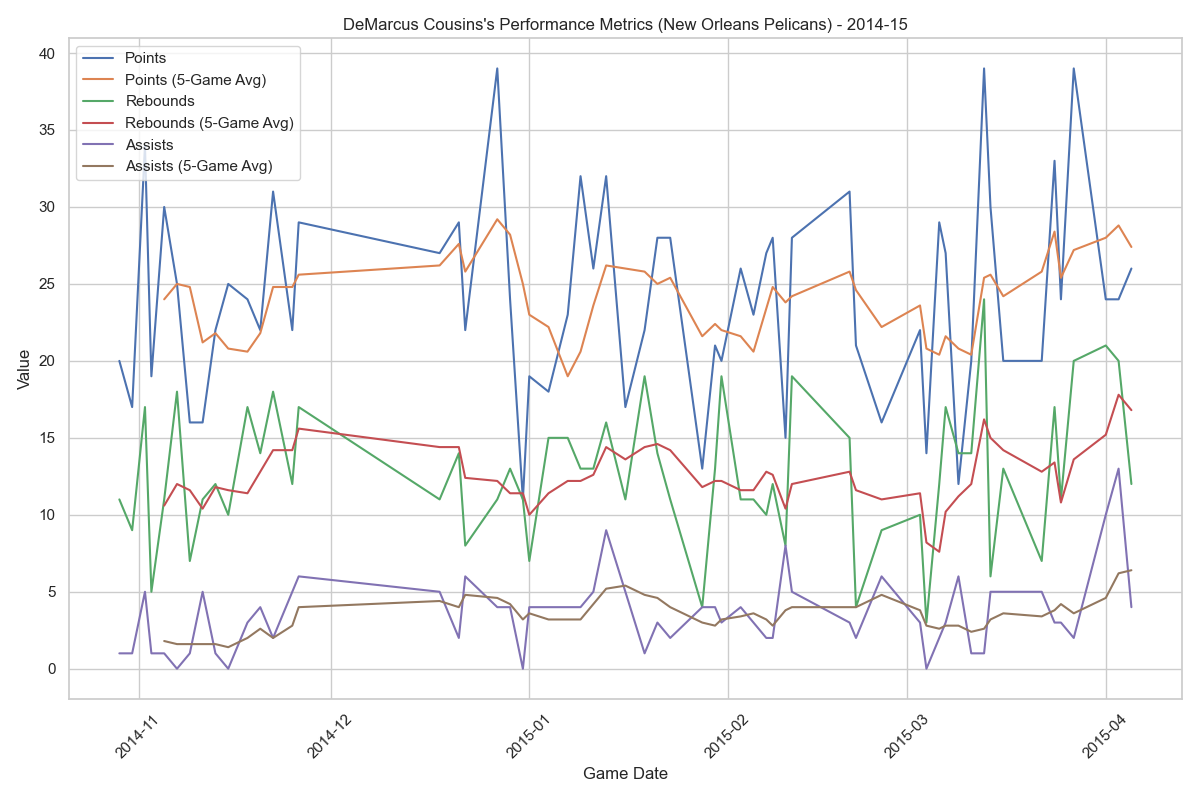 DeMarcus Cousins's Performance Metrics (New Orleans Pelicans) - 2014-15
Points
Points (5-Game Avg)
Rebounds
Rebounds (5-Game Avg)
Assists
Assists (5-Game Avg)
40
35
30
25
20
15
10
5
0
Value
2014-11
2014-12
2015-01
2015-02
2015-03
2015-04
Game Date